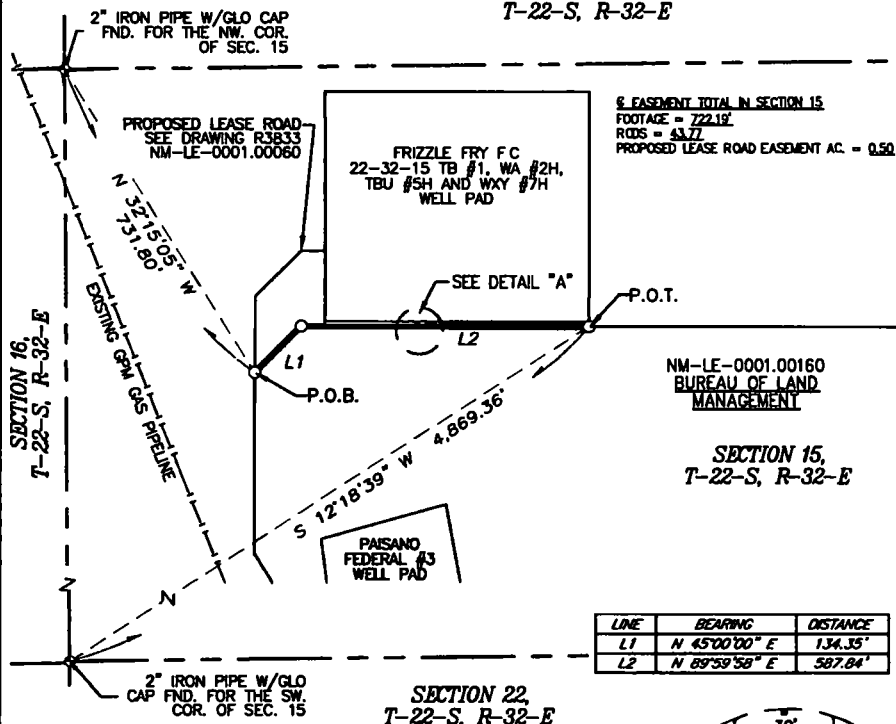 T-22-S, R-32-E
2" IRON PIPE W/GLO CAP
FND. FOR THE NW. COR.
OF SEC. 15
PROPOSED LEASE ROAD
SEE DRAWING R3B33
NM-LE-0001.00060
FRIZZLE FRY F C
22-32-15 TB #1, WA #2H,
TBU #5H AND WXY #7H
WELL PAD
℄ EASEMENT TOTAL IN SECTION 15
FOOTAGE = 722.19'
RODS = 43.77
PROPOSED LEASE ROAD EASEMENT AC. = 0.50
N 32°15'05" W
731.80'
EXISTING GPM GAS PIPELINE
SECTION 16,
T-22-S, R-32-E
SEE DETAIL "A"
P.O.T.
L1
L2
P.O.B.
NM-LE-0001.00160
BUREAU OF LAND
MANAGEMENT
SECTION 15,
T-22-S, R-32-E
S 12°18'39" W 4,869.36'
PAISANO
FEDERAL #3
WELL PAD
LINE BEARING DISTANCE
L1 N 45°00'00" E 134.35'
L2 N 89°59'58" E 587.84'
2" IRON PIPE W/GLO
CAP FND. FOR THE SW.
COR. OF SEC. 15
SECTION 22,
T-22-S, R-32-E